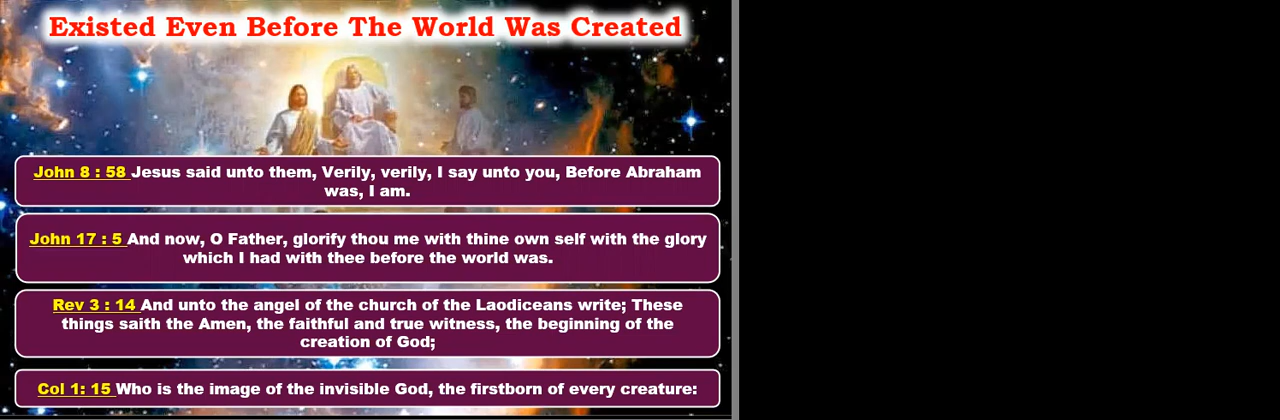 Existed Even Before The World Was Created
John 8 : 58 Jesus said unto them, Verily, verily, I say unto you, Before Abraham
was, I am.
John 17 : 5 And now, O Father, glorify thou me with thine own self with the glory
which I had with thee before the world was.
Rev 3 : 14 And unto the angel of the church of the Laodiceans write; These
things saith the Amen, the faithful and true witness, the beginning of the
creation of God;
Col 1: 15 Who is the image of the invisible God, the firstborn of every creature: